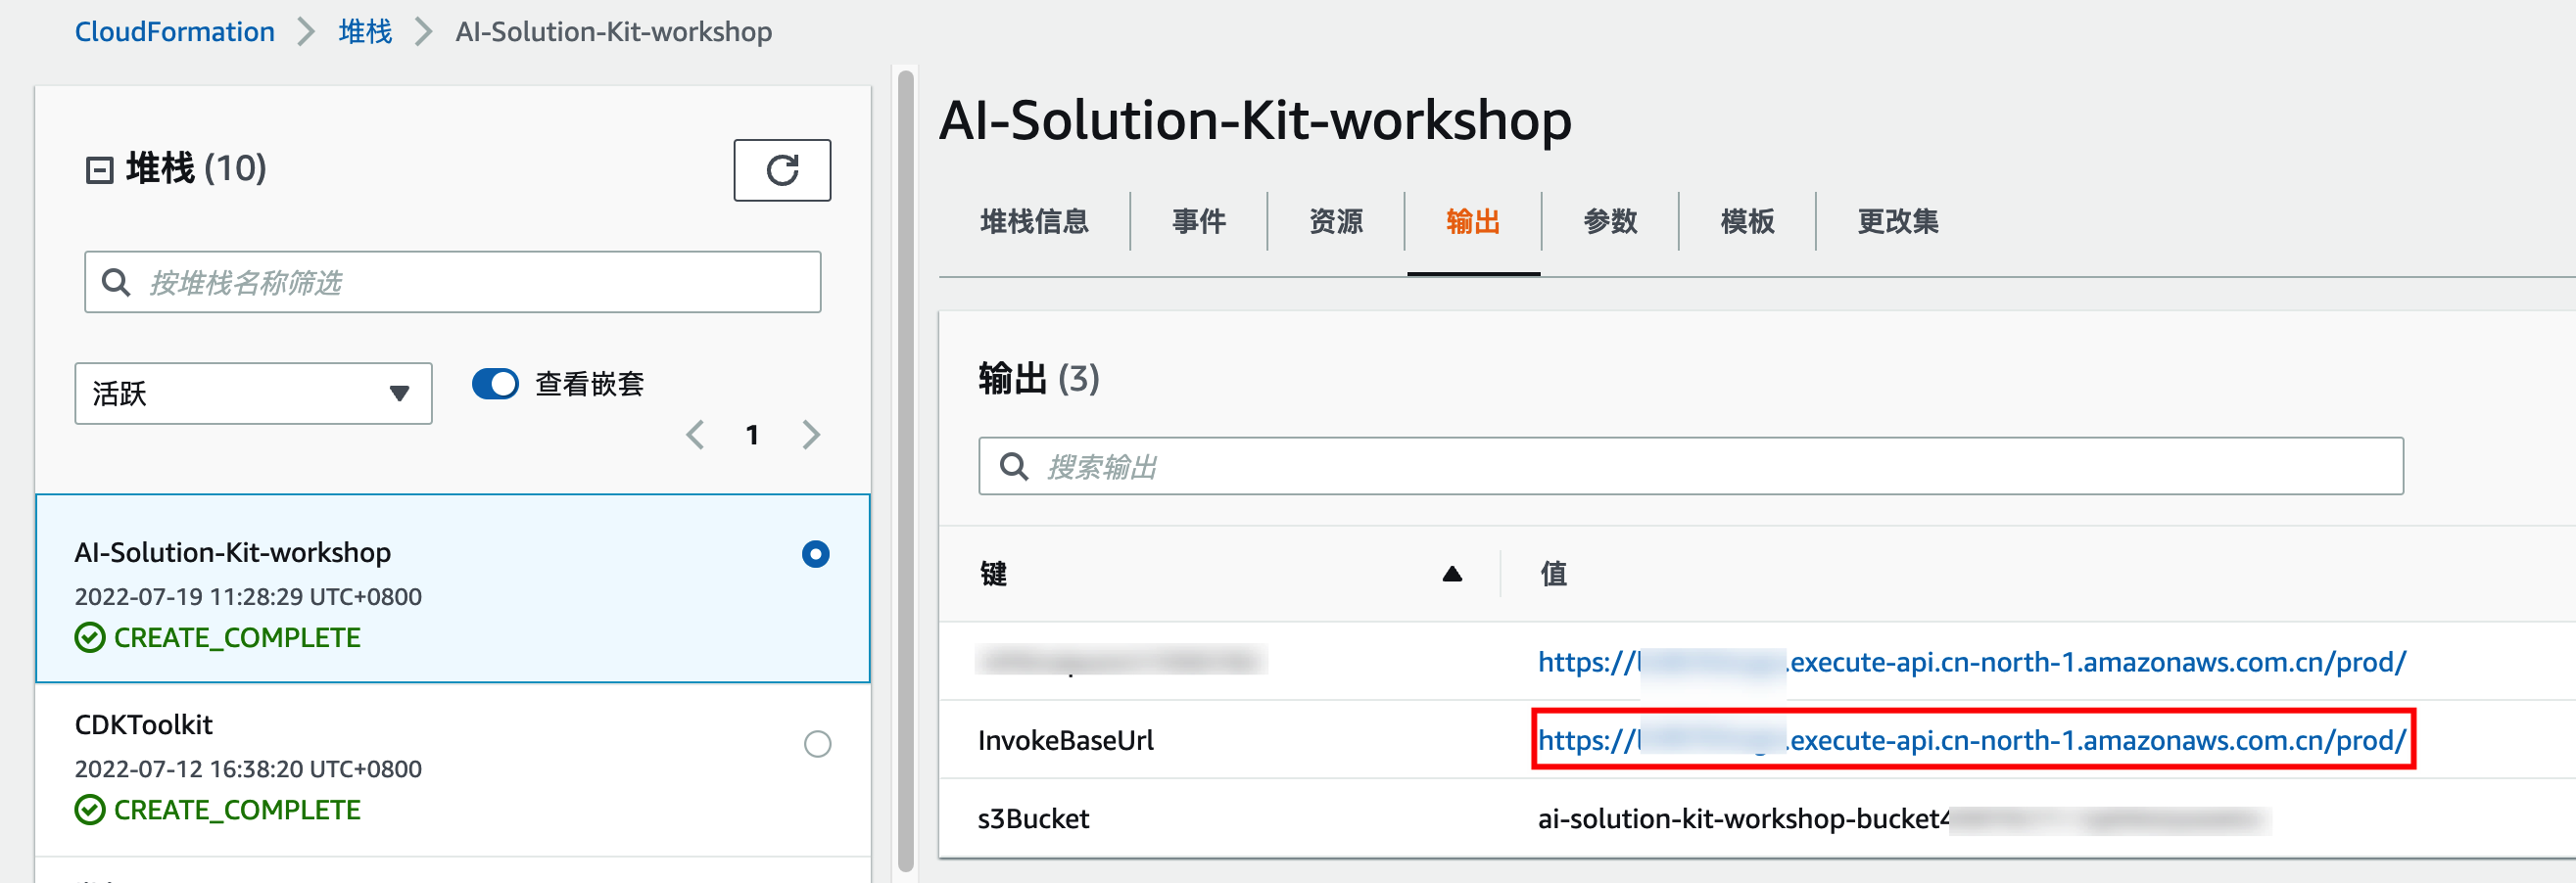 CloudFormation > 堆栈 > AI-Solution-Kit-workshop
堆栈 (10)
按堆栈名称筛选
活跃
查看嵌套
1
AI-Solution-Kit-workshop
2022-07-19 11:28:29 UTC+0800
CREATE_COMPLETE
CDKToolkit
2022-07-12 16:38:20 UTC+0800
CREATE_COMPLETE
AI-Solution-Kit-workshop
堆栈信息 事件 资源 输出 参数 模板 更改集
输出 (3)
搜索输出
键 值
https:// .execute-api.cn-north-1.amazonaws.com.cn/prod/
InvokeBaseUrl https:// .execute-api.cn-north-1.amazonaws.com.cn/prod/
s3Bucket ai-solution-kit-workshop-bucket4